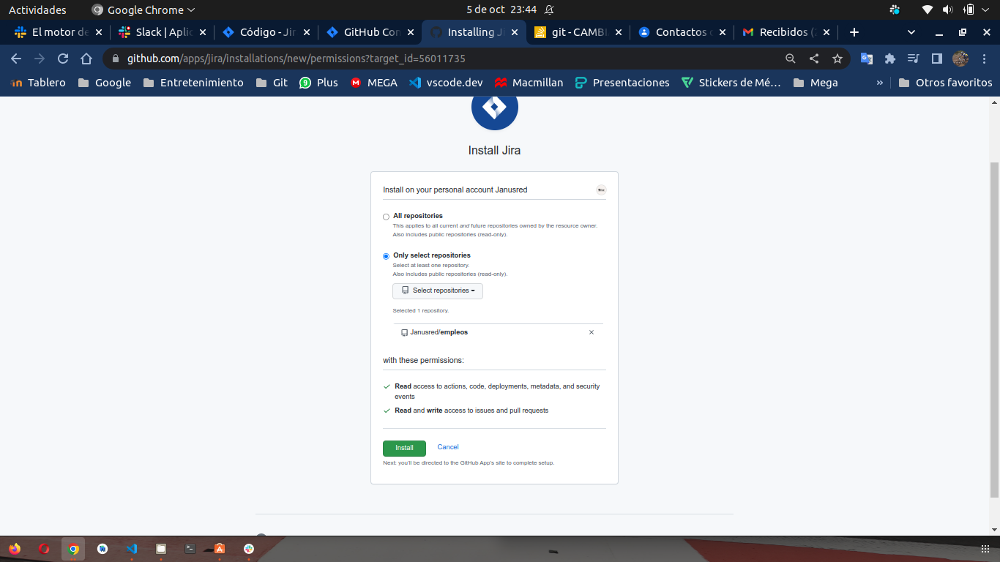 Actividades Google Chrome 5 de oct 23:44
El motor de Slack | Aplic Código - Jir GitHub Con Installing Ji git - CAMBI Contactos Recibidos (
github.com/apps/jira/installations/new/permissions?target_id=56011735
Tablero Google Entretenimiento Git 9 Plus M MEGA vscode.dev Macmillan Presentaciones Stickers de Mé… Mega » Otros favoritos
Install Jira
Install on your personal account Janusred
All repositories
This applies to all current and future repositories owned by the resource owner.
Also includes public repositories (read-only).
Only select repositories
Select at least one repository.
Also includes public repositories (read-only).
Select repositories
Selected 1 repository.
Janusred/empleos
with these permissions:
Read access to actions, code, deployments, metadata, and security
events
Read and write access to issues and pull requests
Install Cancel
Next: you'll be directed to the GitHub App's site to complete setup.